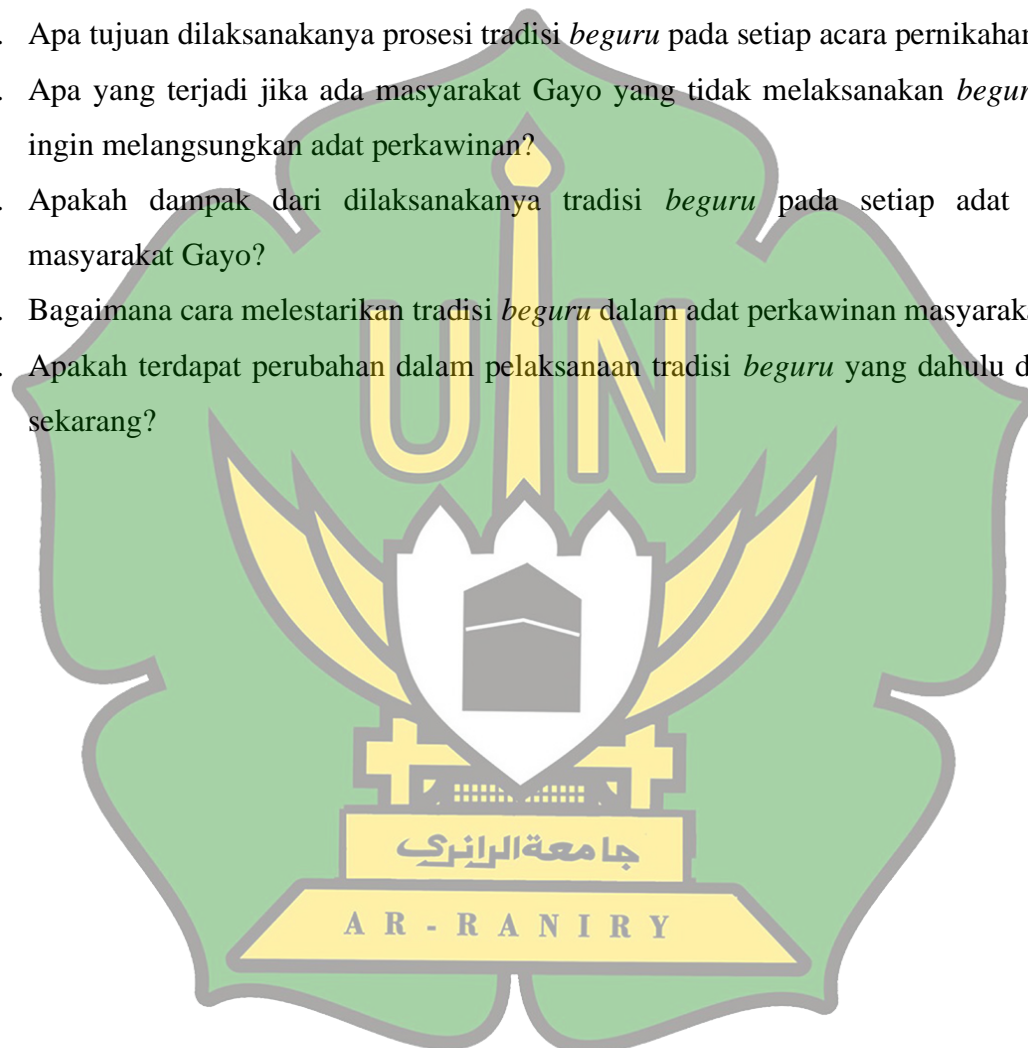 . Apa tujuan dilaksanakanya prosesi tradisi beguru pada setiap acara pernikahan
. Apa yang terjadi jika ada masyarakat Gayo yang tidak melaksanakan
ingin melangsungkan adat perkawinan?
. Apakah dampak dari dilaksanakanya tradisi beguru pada setiap adat
masyarakat Gayo?
. Bagaimana cara melestarikan tradisi beguru dalam adat perkawinan
. Apakah terdapat perubahan dalam pelaksanaan tradisi beguru yang dahulu
sekarang?
UIN
جامعة الرانري
AR-RANIRY